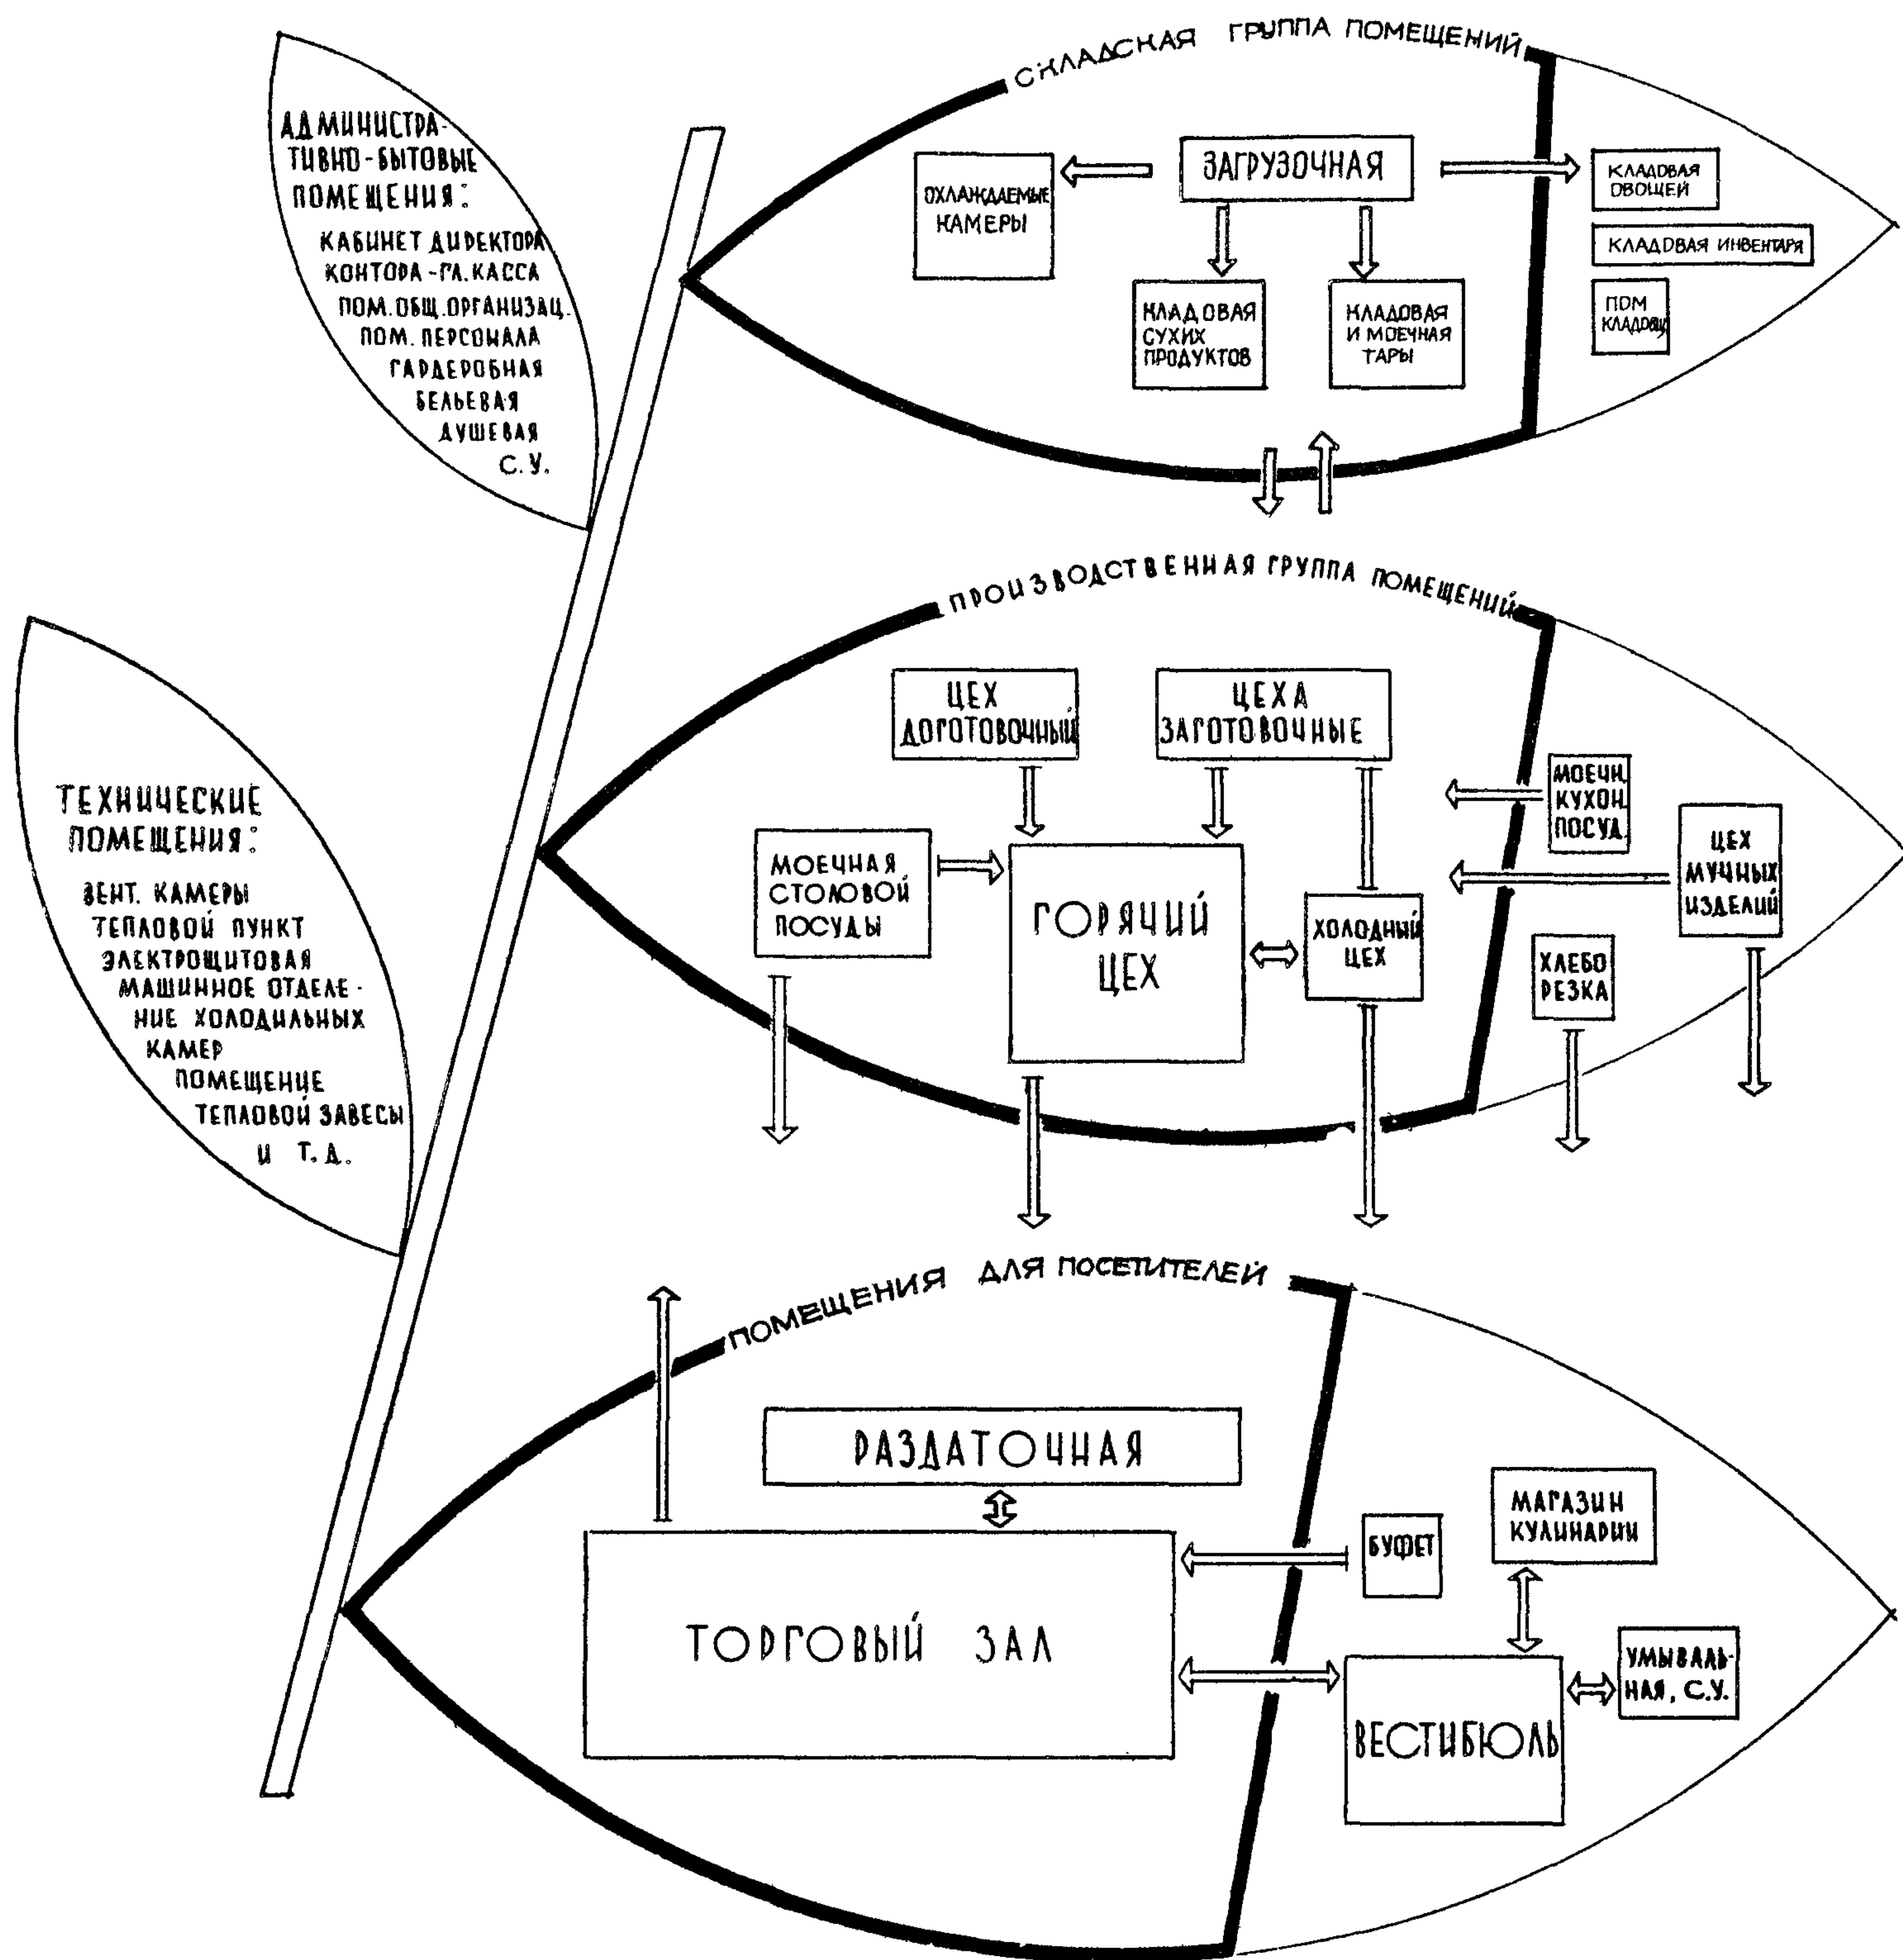 АДМИНИСТРА-
ТИВНО-БЫТОВЫЕ
ПОМЕЩЕНИЯ:
КАБИНЕТ ДИРЕКТОРА
КОНТОРА-ГЛ.КАССА
ПОМ.ОБЩ.ОРГАНИЗАЦ.
ПОМ. ПЕРСОНАЛА
ГАРДЕРОБНАЯ
БЕЛЬЕВАЯ
ДУШЕВАЯ
С.У.
ТЕХНИЧЕСКИЕ
ПОМЕЩЕНИЯ:
ВЕНТ. КАМЕРЫ
ТЕПЛОВОЙ ПУНКТ
ЭЛЕКТРОЩИТОВАЯ
МАШИННОЕ ОТДЕЛЕ-
НИЕ ХОЛОДИЛЬНЫХ
КАМЕР
ПОМЕЩЕНИЕ
ТЕПЛОВОЙ ЗАВЕСЫ
И Т.Д.
СКЛАДСКАЯ ГРУППА ПОМЕЩЕНИЙ
ОХЛАЖДАЕМЫЕ
КАМЕРЫ
ЗАГРУЗОЧНАЯ
КЛАДОВАЯ
ОВОЩЕЙ
КЛАДОВАЯ ИНВЕНТАРЯ
ПОМ
КЛАДОВЩ
КЛАДОВАЯ
СУХИХ
ПРОДУКТОВ
КЛАДОВАЯ
И МОЕЧНАЯ
ТАРЫ
ПРОИЗВОДСТВЕННАЯ ГРУППА ПОМЕЩЕНИЙ
ЦЕХ
ДОГОТОВОЧНЫЙ
ЦЕХА
ЗАГОТОВОЧНЫЕ
МОЕЧН.
КУХОН.
ПОСУД.
ЦЕХ
МУЧНЫХ
ИЗДЕЛИЙ
МОЕЧНАЯ
СТОЛОВОЙ
ПОСУДЫ
ГОРЯЧИЙ
ЦЕХ
ХОЛОДНЫЙ
ЦЕХ
ХЛЕБО
РЕЗКА
ПОМЕЩЕНИЯ ДЛЯ ПОСЕТИТЕЛЕЙ
РАЗДАТОЧНАЯ
ТОРГОВЫЙ ЗАЛ
БУФЕТ
МАГАЗИН
КУЛИНАРИИ
ВЕСТИБЮЛЬ
УМЫВАЛЬ-
НАЯ, С.У.